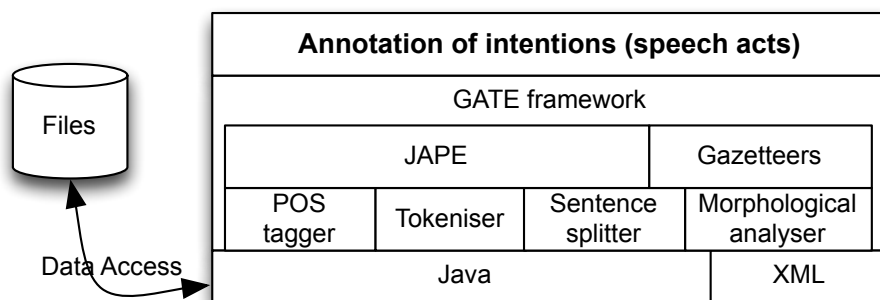 Annotation of intentions (speech acts)
GATE framework
Files
JAPE
Gazetteers
POS
tagger
Tokeniser
Sentence
splitter
Morphological
analyser
Data Access
Java
XML